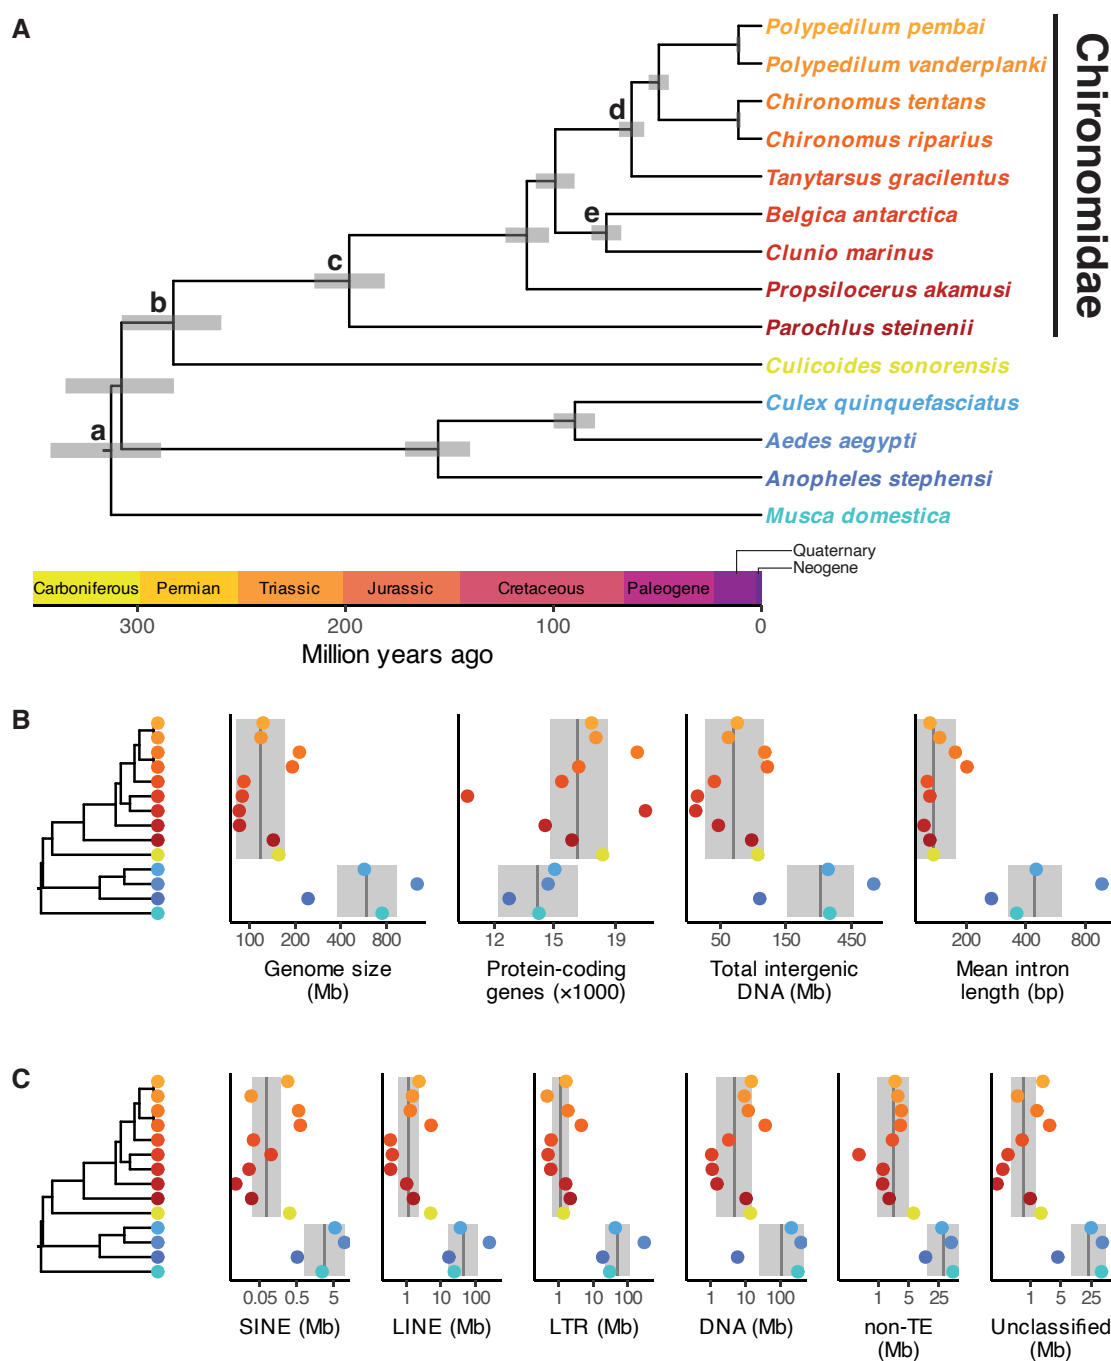 A
Polypedilum pembai
Polypedilum vanderplanki
Chironomus tentans
d
Chironomus riparius
Tanytarsus gracilentus
e
Belgica antarctica
Clunio marinus
c
Propsilocerus akamusi
b
Parochlus steinenii
Chironomidae
Culicoides sonorensis
Culex quinquefasciatus
a
Aedes aegypti
Anopheles stephensi
Musca domestica
Quaternary
Neogene
Carboniferous Permian Triassic Jurassic Cretaceous Paleogene
300 200 100 0
Million years ago
B
100 200 400 800
Genome size
(Mb)
12 15 19
Protein-coding
genes (×1000)
50 150 450
Total intergenic
DNA (Mb)
200 400 800
Mean intron
length (bp)
C
0.05 0.5 5
SINE (Mb)
1 10 100
LINE (Mb)
1 10 100
LTR (Mb)
1 10 100
DNA (Mb)
1 5 25
non-TE
(Mb)
1 5 25
Unclassified
(Mb)